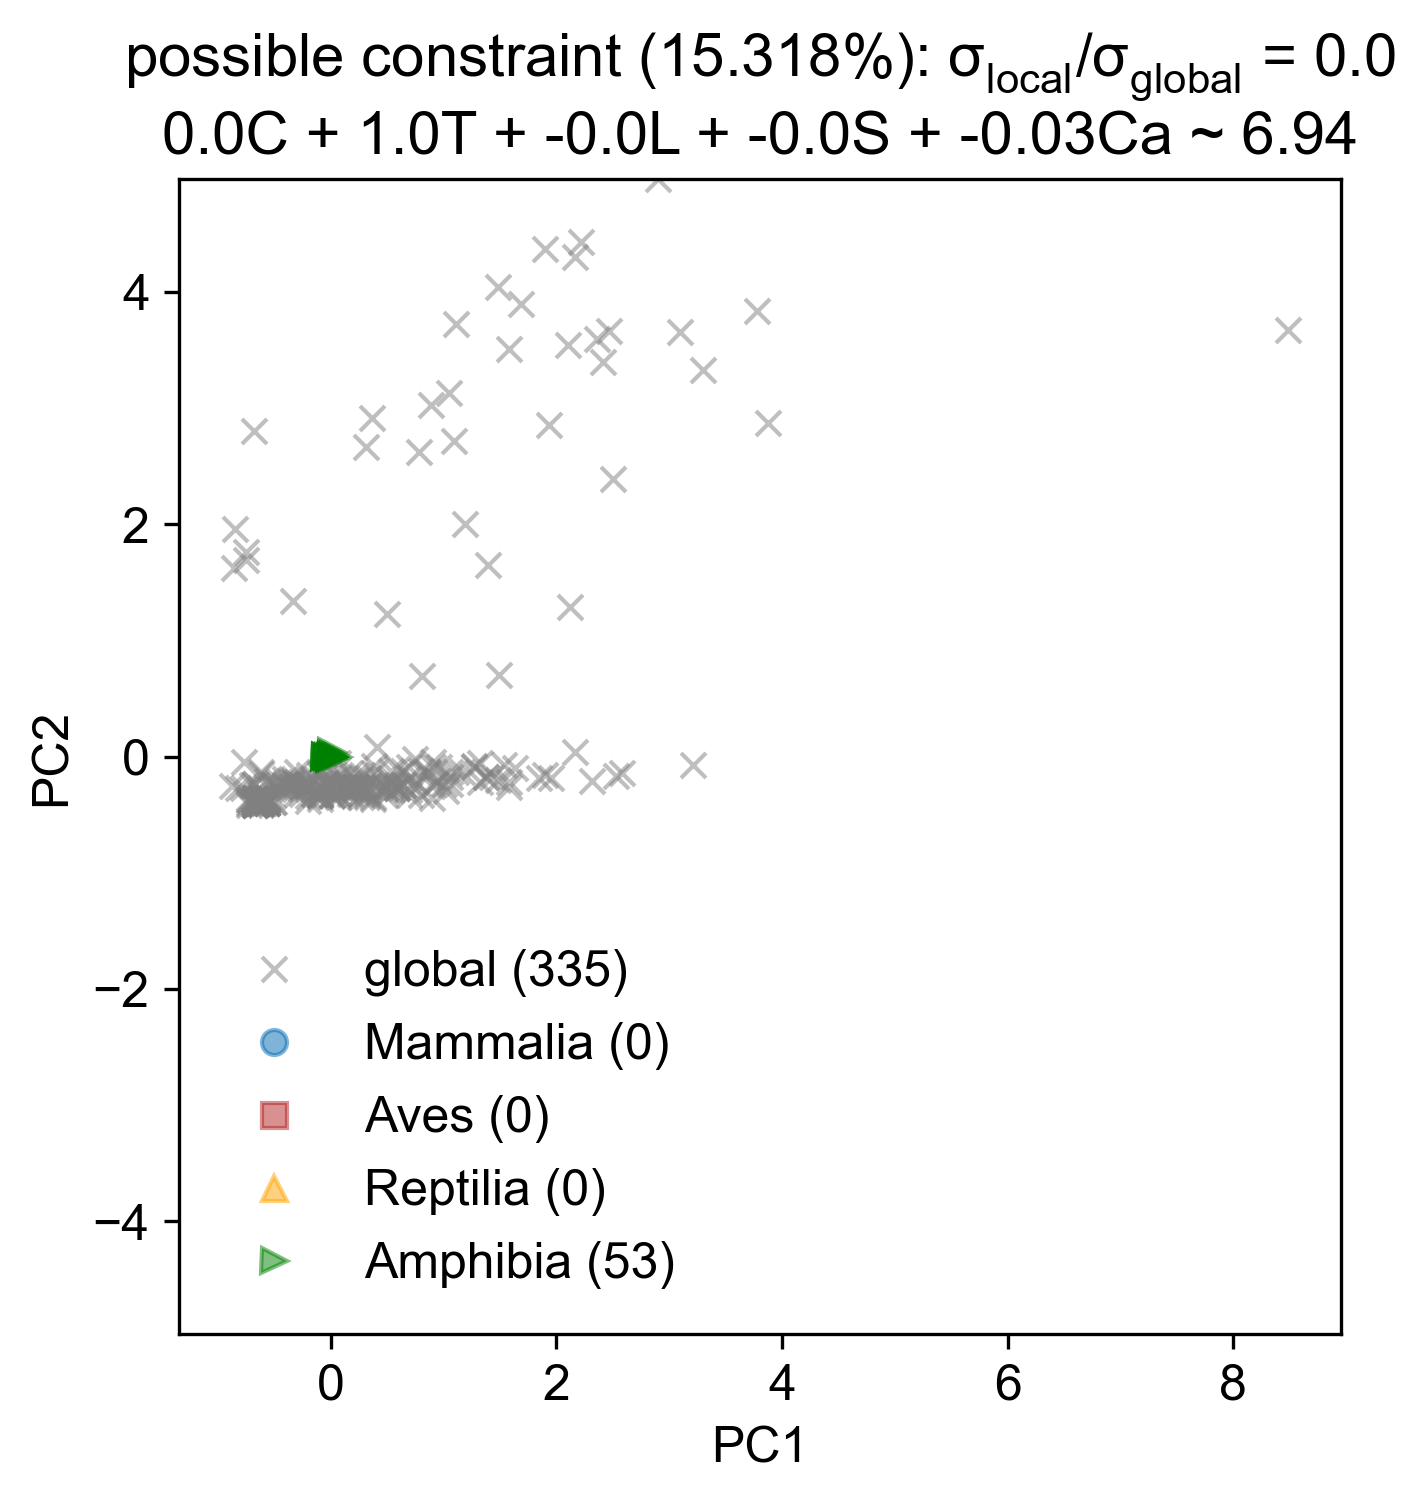 possible constraint (15.318%): σlocal/σglobal = 0.0
0.0C + 1.0T + -0.0L + -0.0S + -0.03Ca ~ 6.94
4
2
0
−2
−4
PC2
global (335)
Mammalia (0)
Aves (0)
Reptilia (0)
Amphibia (53)
0 2 4 6 8
PC1